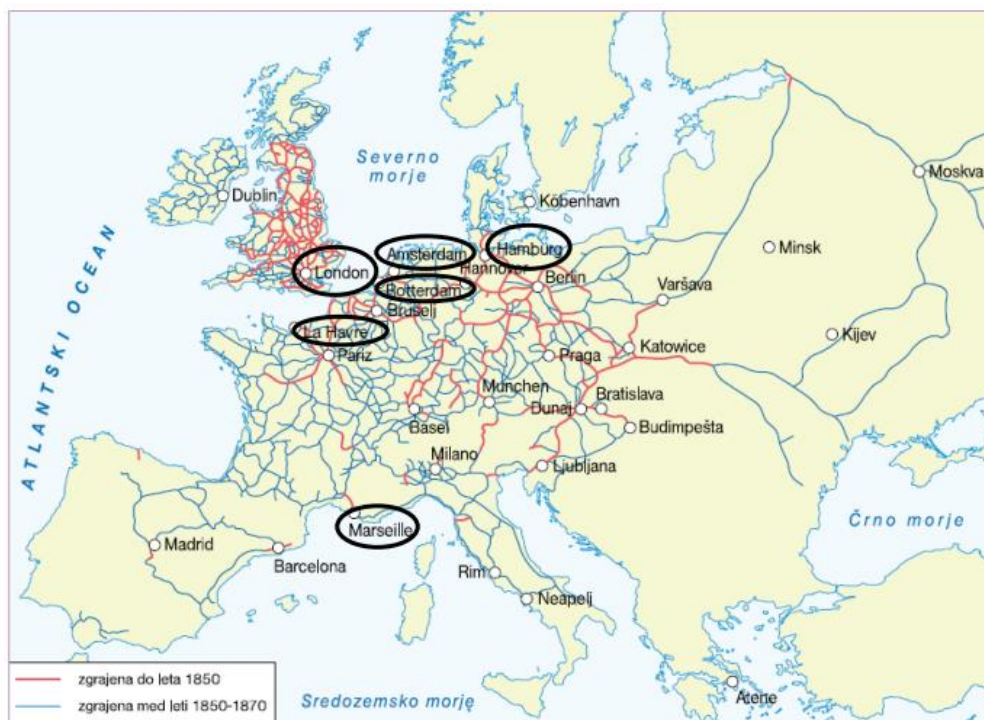 Severno
morje
Moskva
Dublin
Köbenhavn
Minsk
Amsterdam
Hamburg
Hannover
London
Rotterdam
Berlin
Varšava
Bruselj
La Havre
Kijev
Pariz
Praga
Katowice
ATLANTSKI OCEAN
Munchen
Bratislava
Dunaj
Basel
Budimpešta
Milano
Ljubljana
Marseille
Črno morje
Madrid
Barcelona
Rim
Neapelj
zgrajena do leta 1850
zgrajena med leti 1850-1870
Sredozemsko morje
Atene